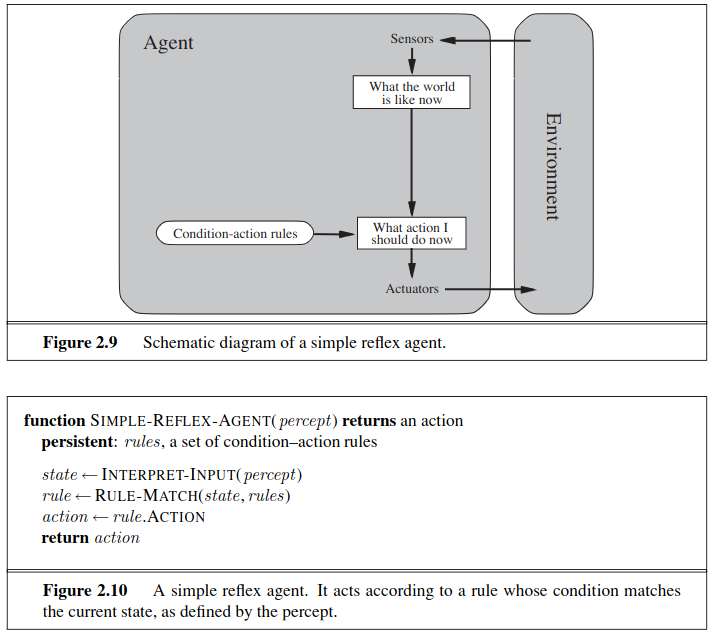 Agent
Sensors
What the world
is like now
Environment
Condition-action rules
What action I
should do now
Actuators
Figure 2.9 Schematic diagram of a simple reflex agent.
function SIMPLE-REFLEX-AGENT(percept) returns an action
persistent: rules, a set of condition–action rules
state ← INTERPRET-INPUT(percept)
rule ← RULE-MATCH(state, rules)
action ← rule.ACTION
return action
Figure 2.10 A simple reflex agent. It acts according to a rule whose condition matches
the current state, as defined by the percept.